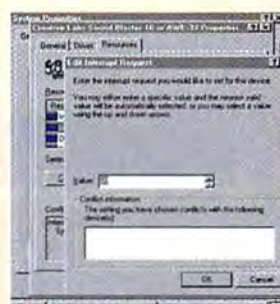 System Properties
Creative Labs Sound Blaster 16 or AWE-32 Properties
General Driver Resources
Edit Interrupt Request
Enter the interrupt request you would like to set for this device.
You may either enter a specific value and the nearest valid
value will be automatically selected, or you may select a value
using the up and down arrows.
Value:
Conflict information
The setting you have chosen conflicts with the following
device(s):
OK Cancel